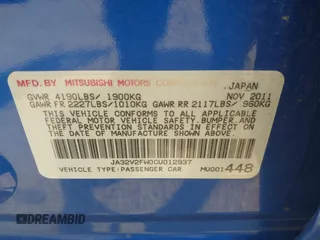 MFD BY MITSUBISHI MOTORS CORPORATION JAPAN
GVWR 4190LBS/ 1900KG NOV 2011
GAWR FR 2227LBS/1010KG GAWR RR 2117LBS/ 960KG
THIS VEHICLE CONFORMS TO ALL APPLICABLE
FEDERAL MOTOR VEHICLE SAFETY,BUMPER,AND
THEFT PREVENTION STANDARDS IN EFFECT ON
THE DATE OF MANUFACTURE SHOWN ABOVE.
JA32V2FW0CU012937
VEHICLE TYPE:PASSENGER CAR MU001448
DREAMBID